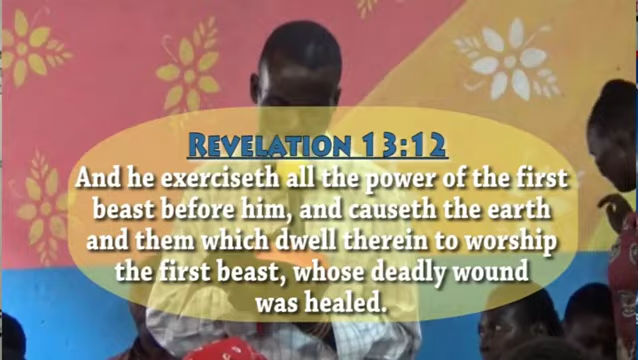 REVELATION 13:12
And he exerciseth all the power of the first
beast before him, and causeth the earth
and them which dwell therein to worship
the first beast, whose deadly wound
was healed.